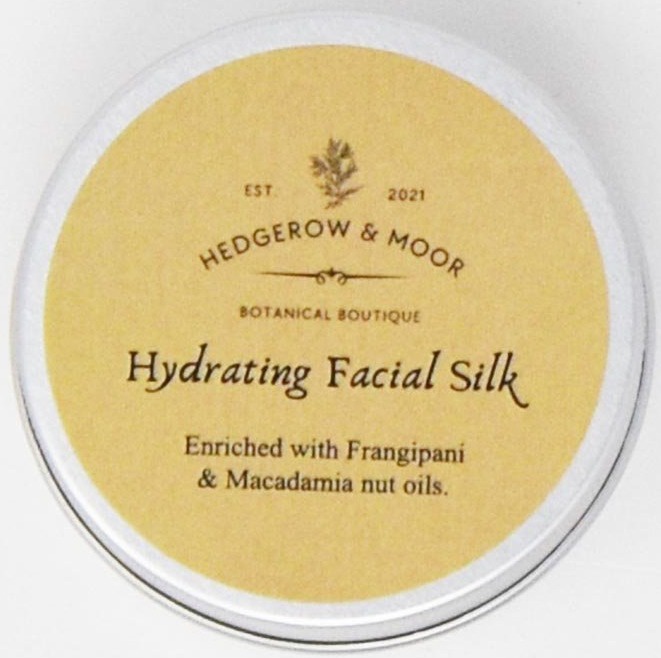 EST. 2021
HEDGEROW & MOOR
BOTANICAL BOUTIQUE
Hydrating Facial Silk
Enriched with Frangipani
& Macadamia nut oils.